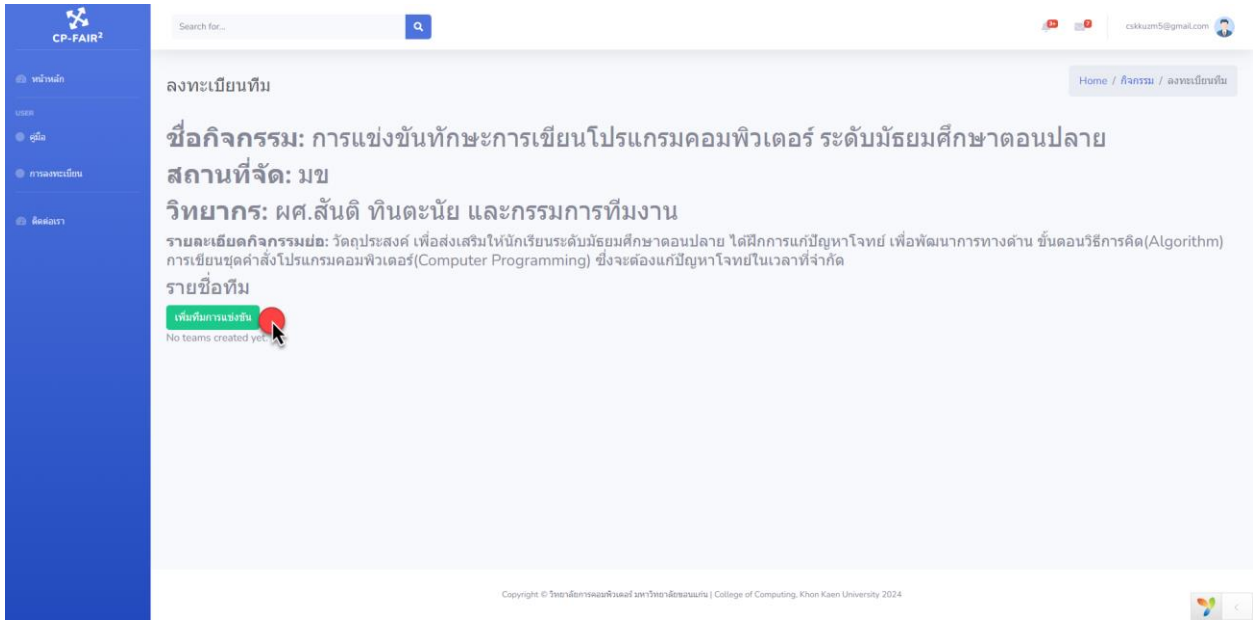 CP-FAIR²
Search for...
3+
7
cskkuzm5@gmail.com
หน้าหลัก
USER
คู่มือ
การลงทะเบียน
ติดต่อเรา
ลงทะเบียนทีม
Home / กิจกรรม / ลงทะเบียนทีม
ชื่อกิจกรรม: การแข่งขันทักษะการเขียนโปรแกรมคอมพิวเตอร์ ระดับมัธยมศึกษาตอนปลาย
สถานที่จัด: มข
วิทยากร: ผศ.สันติ ทินตะนัย และกรรมการทีมงาน
รายละเอียดกิจกรรมย่อ: วัตถุประสงค์ เพื่อส่งเสริมให้นักเรียนระดับมัธยมศึกษาตอนปลาย ได้ฝึกการแก้ปัญหาโจทย์ เพื่อพัฒนาการทางด้าน ขั้นตอนวิธีการคิด(Algorithm)
การเขียนชุดคำสั่งโปรแกรมคอมพิวเตอร์(Computer Programming) ซึ่งจะต้องแก้ปัญหาโจทย์ในเวลาที่จำกัด
รายชื่อทีม
เพิ่มทีมการแข่งขัน
No teams created yet.
Copyright © วิทยาลัยการคอมพิวเตอร์ มหาวิทยาลัยขอนแก่น | College of Computing, Khon Kaen University 2024